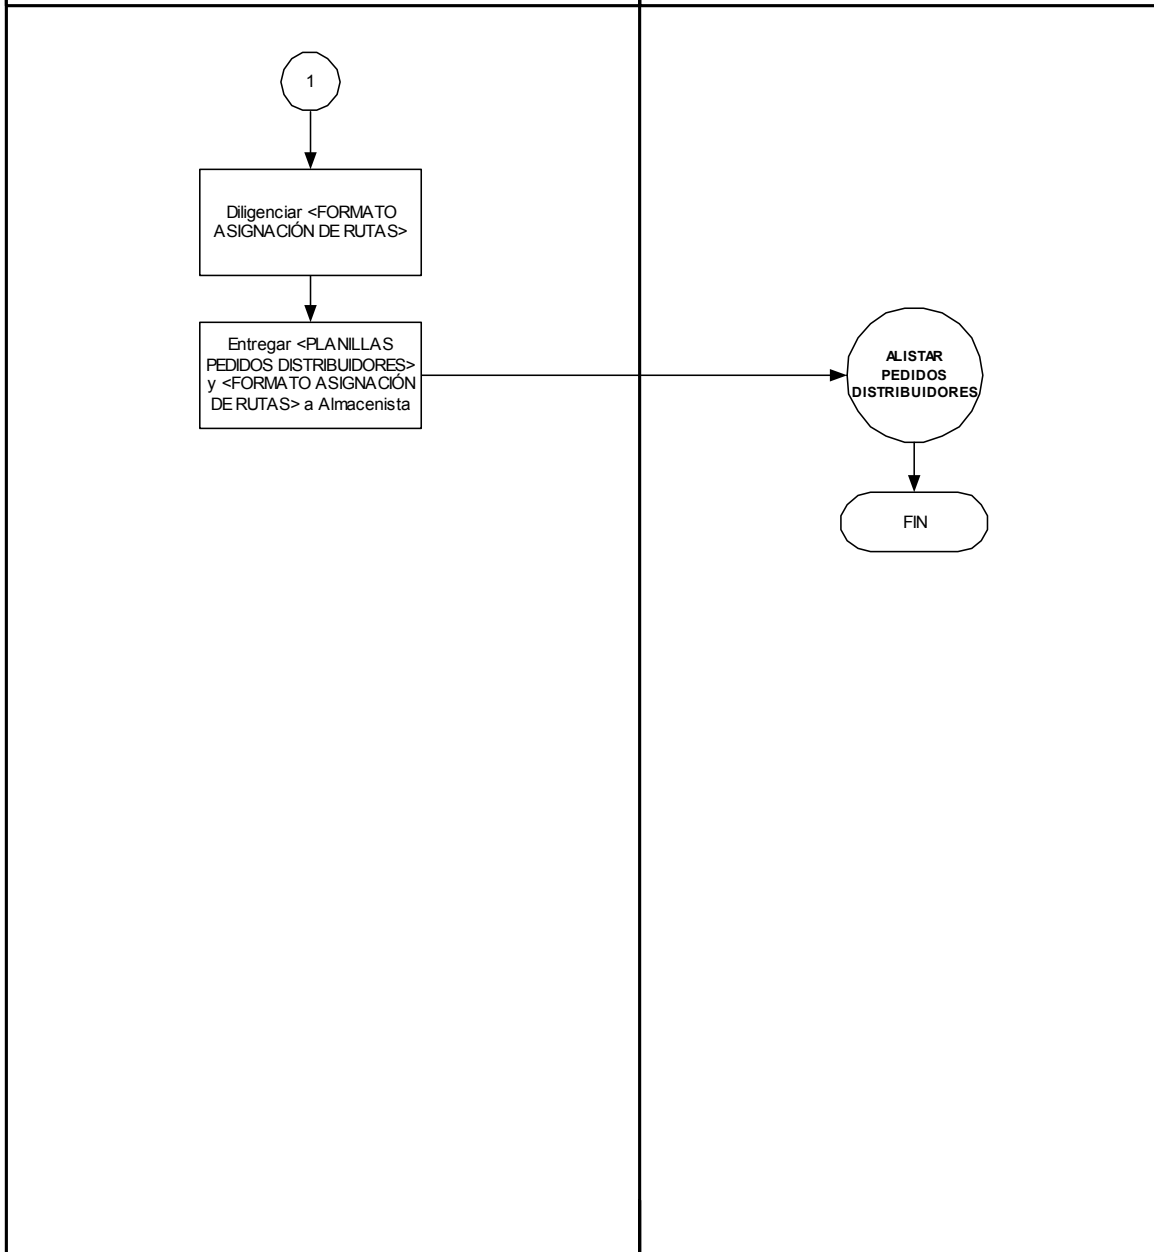 1
Diligenciar <FORMATO
ASIGNACIÓN DE RUTAS>
Entregar <PLANILLAS
PEDIDOS DISTRIBUIDORES>
y <FORMATO ASIGNACIÓN
DE RUTAS> a Almacenista
ALISTAR
PEDIDOS
DISTRIBUIDORES
FIN